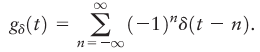 g_δ(t) = ∑_{n=-∞}^{∞} (-1)^n δ(t - n).